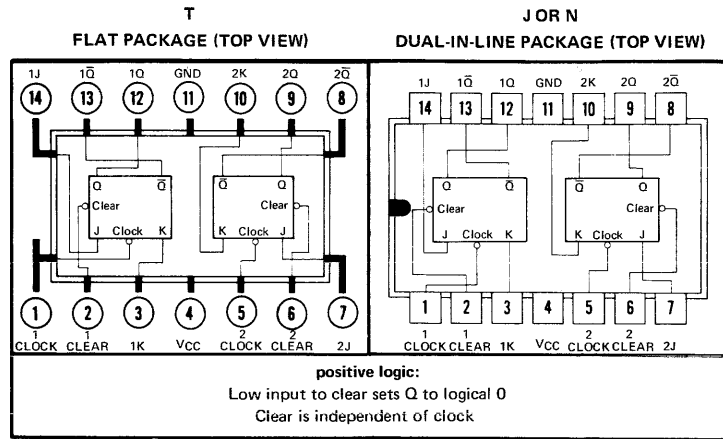 T
FLAT PACKAGE (TOP VIEW)
1J 1Q̅ 1Q GND 2K 2Q 2Q̅
14 13 12 11 10 9 8
Q Q̅ Q̅ Q
Clear Clear
J Clock K K Clock J
1 2 3 4 5 6 7
1 CLOCK 1 CLEAR 1K VCC 2 CLOCK 2 CLEAR 2J
J OR N
DUAL-IN-LINE PACKAGE (TOP VIEW)
1J 1Q̅ 1Q GND 2K 2Q 2Q̅
14 13 12 11 10 9 8
Q Q̅ Q̅ Q
Clear Clear
J Clock K K Clock J
1 2 3 4 5 6 7
1 CLOCK 1 CLEAR 1K VCC 2 CLOCK 2 CLEAR 2J
positive logic:
Low input to clear sets Q to logical 0
Clear is independent of clock